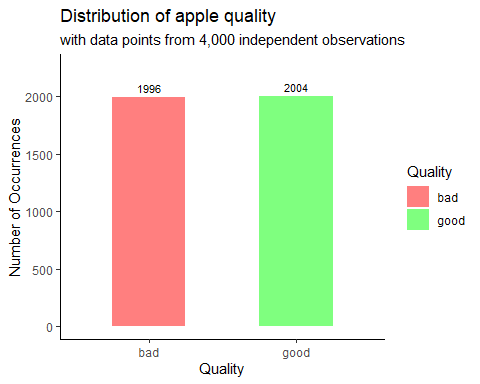 Distribution of apple quality
with data points from 4,000 independent observations
Number of Occurrences
2000
1500
1000
500
0
1996
2004
bad
good
Quality
Quality
bad
good